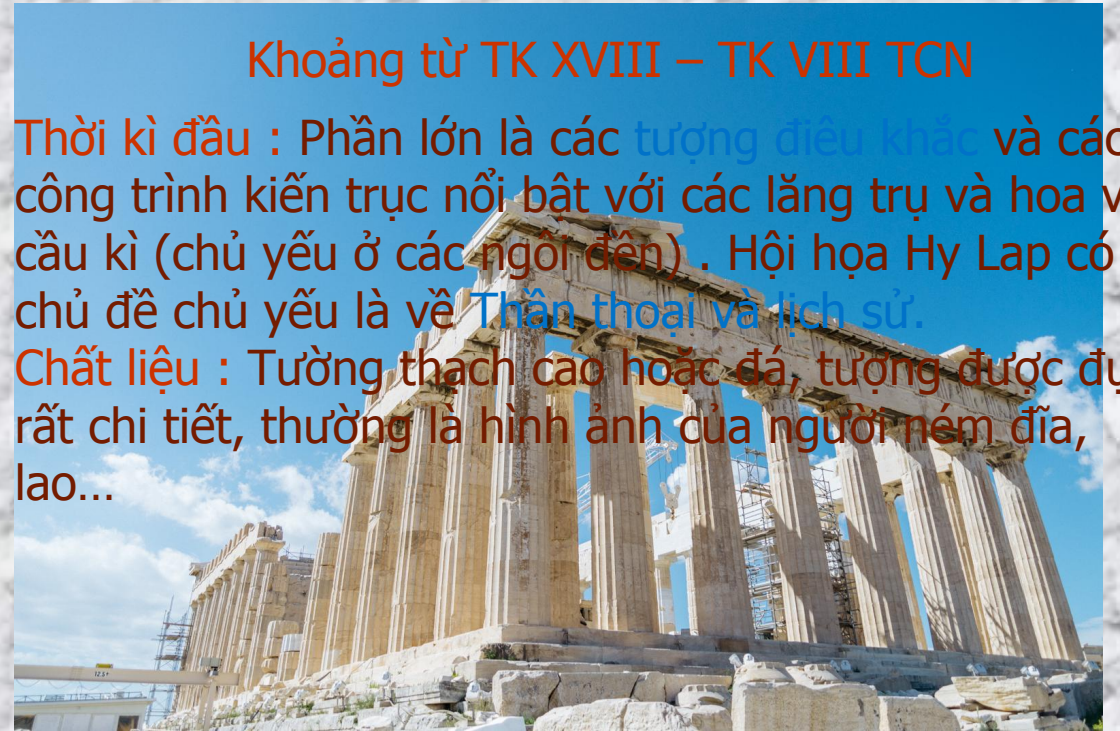 Khoảng từ TK XVIII – TK VIII TCN
Thời kì đầu : Phần lớn là các tượng điêu khắc và các
công trình kiến trục nổi bật với các lăng trụ và hoa
cầu kì (chủ yếu ở các ngôi đền) . Hội họa Hy Lap có
chủ đề chủ yếu là về Thần thoại và lịch sử.
Chất liệu : Tường thạch cao hoặc đá, tượng được
rất chi tiết, thường là hình ảnh của người ném đĩa,
lao...